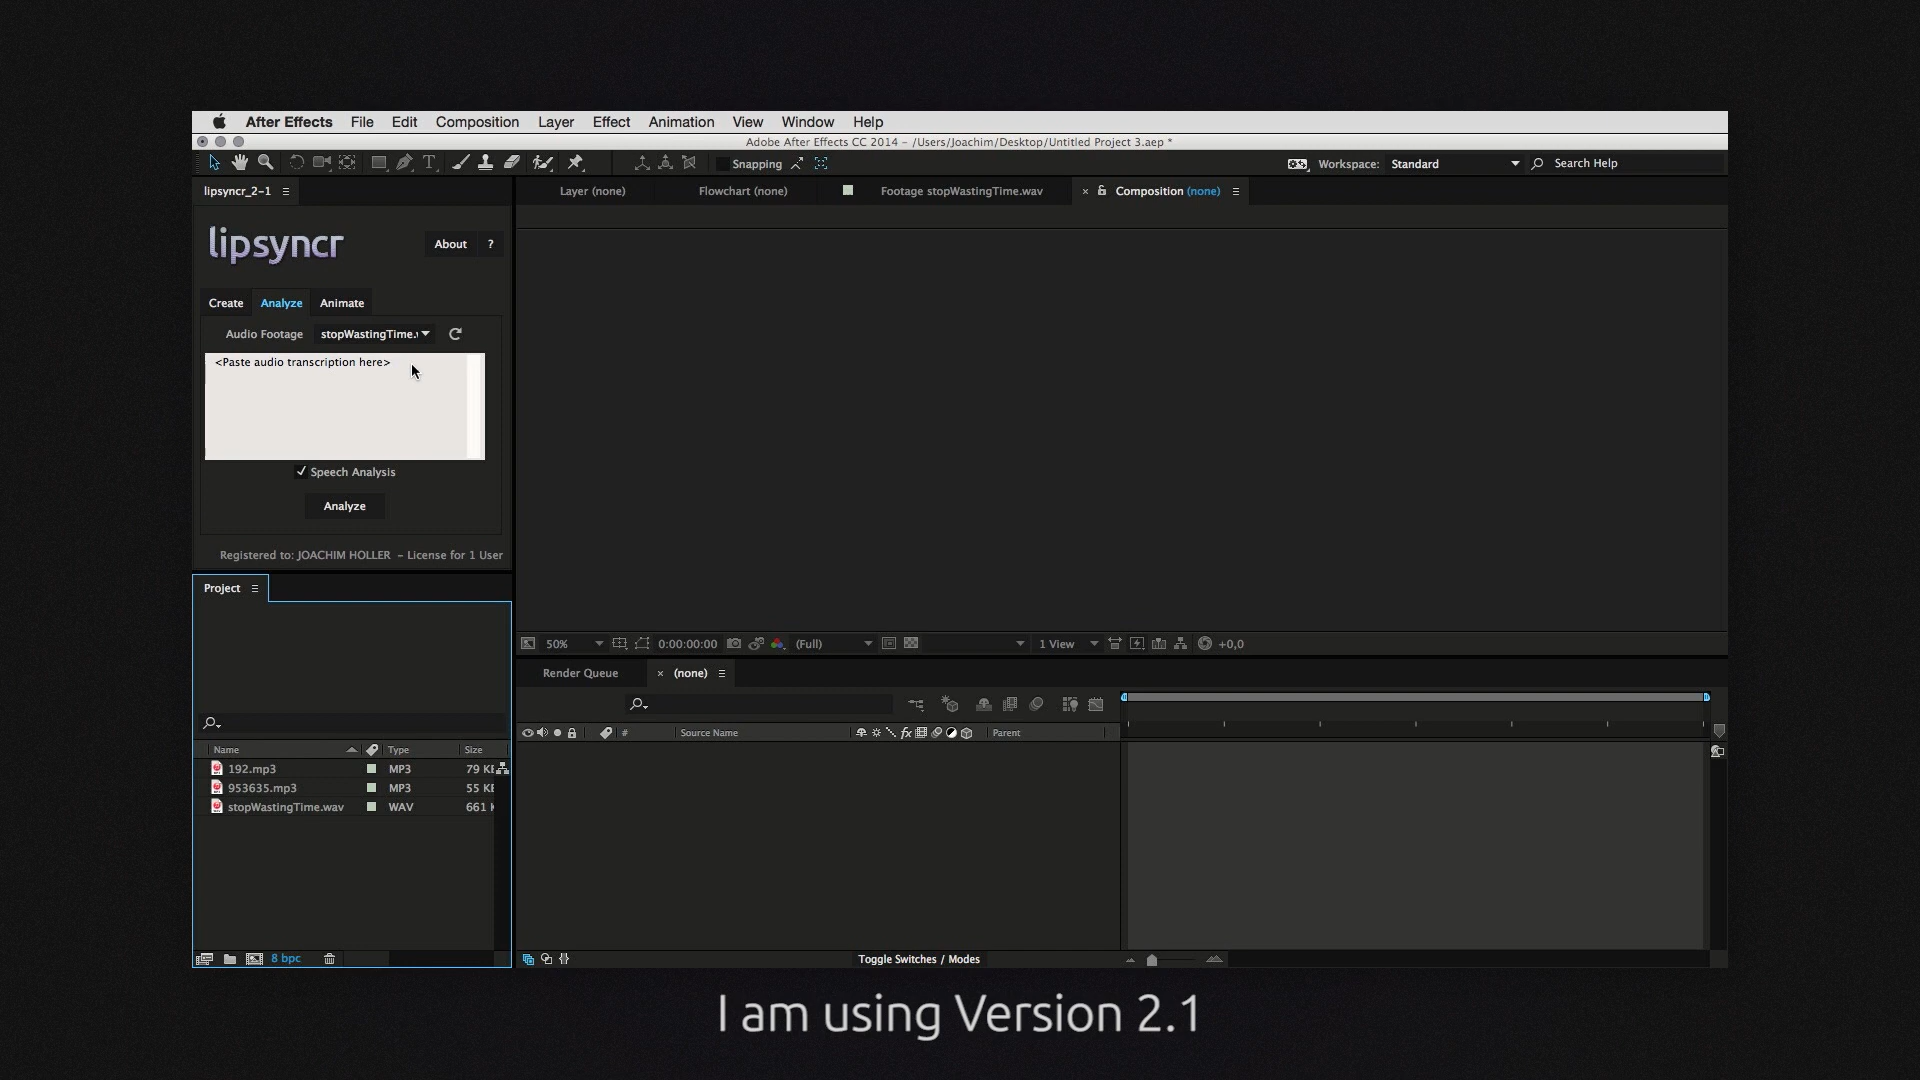 After Effects File Edit Composition Layer Effect Animation View Window Help
Adobe After Effects CC 2014 - /Users/Joachim/Desktop/Untitled Project 3.aep *
T Snapping Workspace: Standard Search Help
lipsyncr_2-1 Layer (none) Flowchart (none) Footage stopWastingTime.wav × Composition (none)
lipsyncr About ?
Create Analyze Animate
Audio Footage stopWastingTime.
<Paste audio transcription here>
✓ Speech Analysis
Analyze
Registered to: JOACHIM HOLLER - License for 1 User
Project
50% 0:00:00:00 (Full) 1 View +0,0
Render Queue × (none)
# Source Name fx Parent
Name Type Size
192.mp3 MP3 79 KB
953635.mp3 MP3 55 KB
stopWastingTime.wav WAV 661
8 bpc Toggle Switches / Modes
I am using Version 2.1